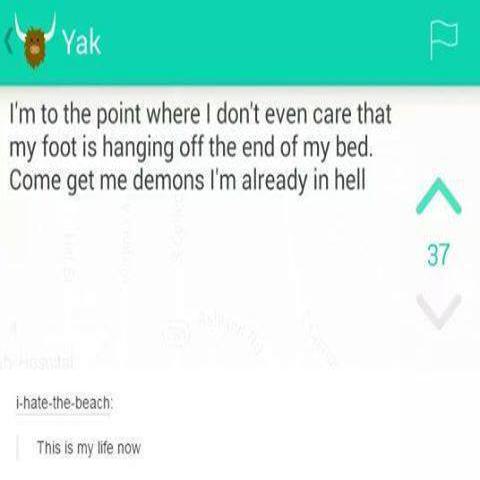 Yak
I'm to the point where I don't even care that
my foot is hanging off the end of my bed.
Come get me demons I'm already in hell
37
i-hate-the-beach:
This is my life now